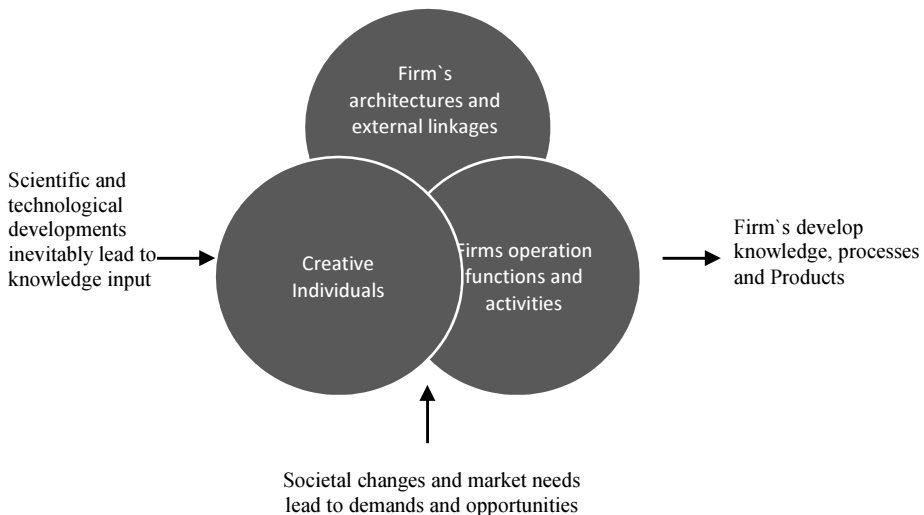 Firm`s
architectures and
external linkages
Scientific and
technological
developments
inevitably lead to
knowledge input
Creative
Individuals
Firms operation
functions and
activities
Firm`s develop
knowledge, processes
and Products
Societal changes and market needs
lead to demands and opportunities